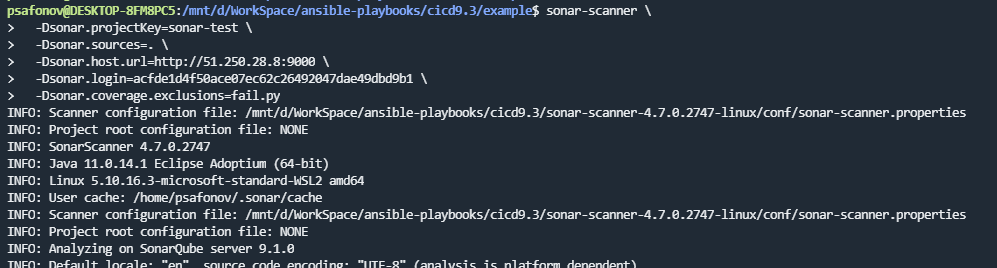 psafonov@DESKTOP-8FM8PC5:/mnt/d/WorkSpace/ansible-playbooks/cicd9.3/example$ sonar-scanner \
>   -Dsonar.projectKey=sonar-test \
>   -Dsonar.sources=. \
>   -Dsonar.host.url=http://51.250.28.8:9000 \
>   -Dsonar.login=acfde1d4f50ace07ec62c26492047dae49dbd9b1 \
>   -Dsonar.coverage.exclusions=fail.py
INFO: Scanner configuration file: /mnt/d/WorkSpace/ansible-playbooks/cicd9.3/sonar-scanner-4.7.0.2747-linux/conf/sonar-scanner.properties
INFO: Project root configuration file: NONE
INFO: SonarScanner 4.7.0.2747
INFO: Java 11.0.14.1 Eclipse Adoptium (64-bit)
INFO: Linux 5.10.16.3-microsoft-standard-WSL2 amd64
INFO: User cache: /home/psafonov/.sonar/cache
INFO: Scanner configuration file: /mnt/d/WorkSpace/ansible-playbooks/cicd9.3/sonar-scanner-4.7.0.2747-linux/conf/sonar-scanner.properties
INFO: Project root configuration file: NONE
INFO: Analyzing on SonarQube server 9.1.0
INFO: Default locale: "en", source code encoding: "UTF-8" (analysis is platform dependent)